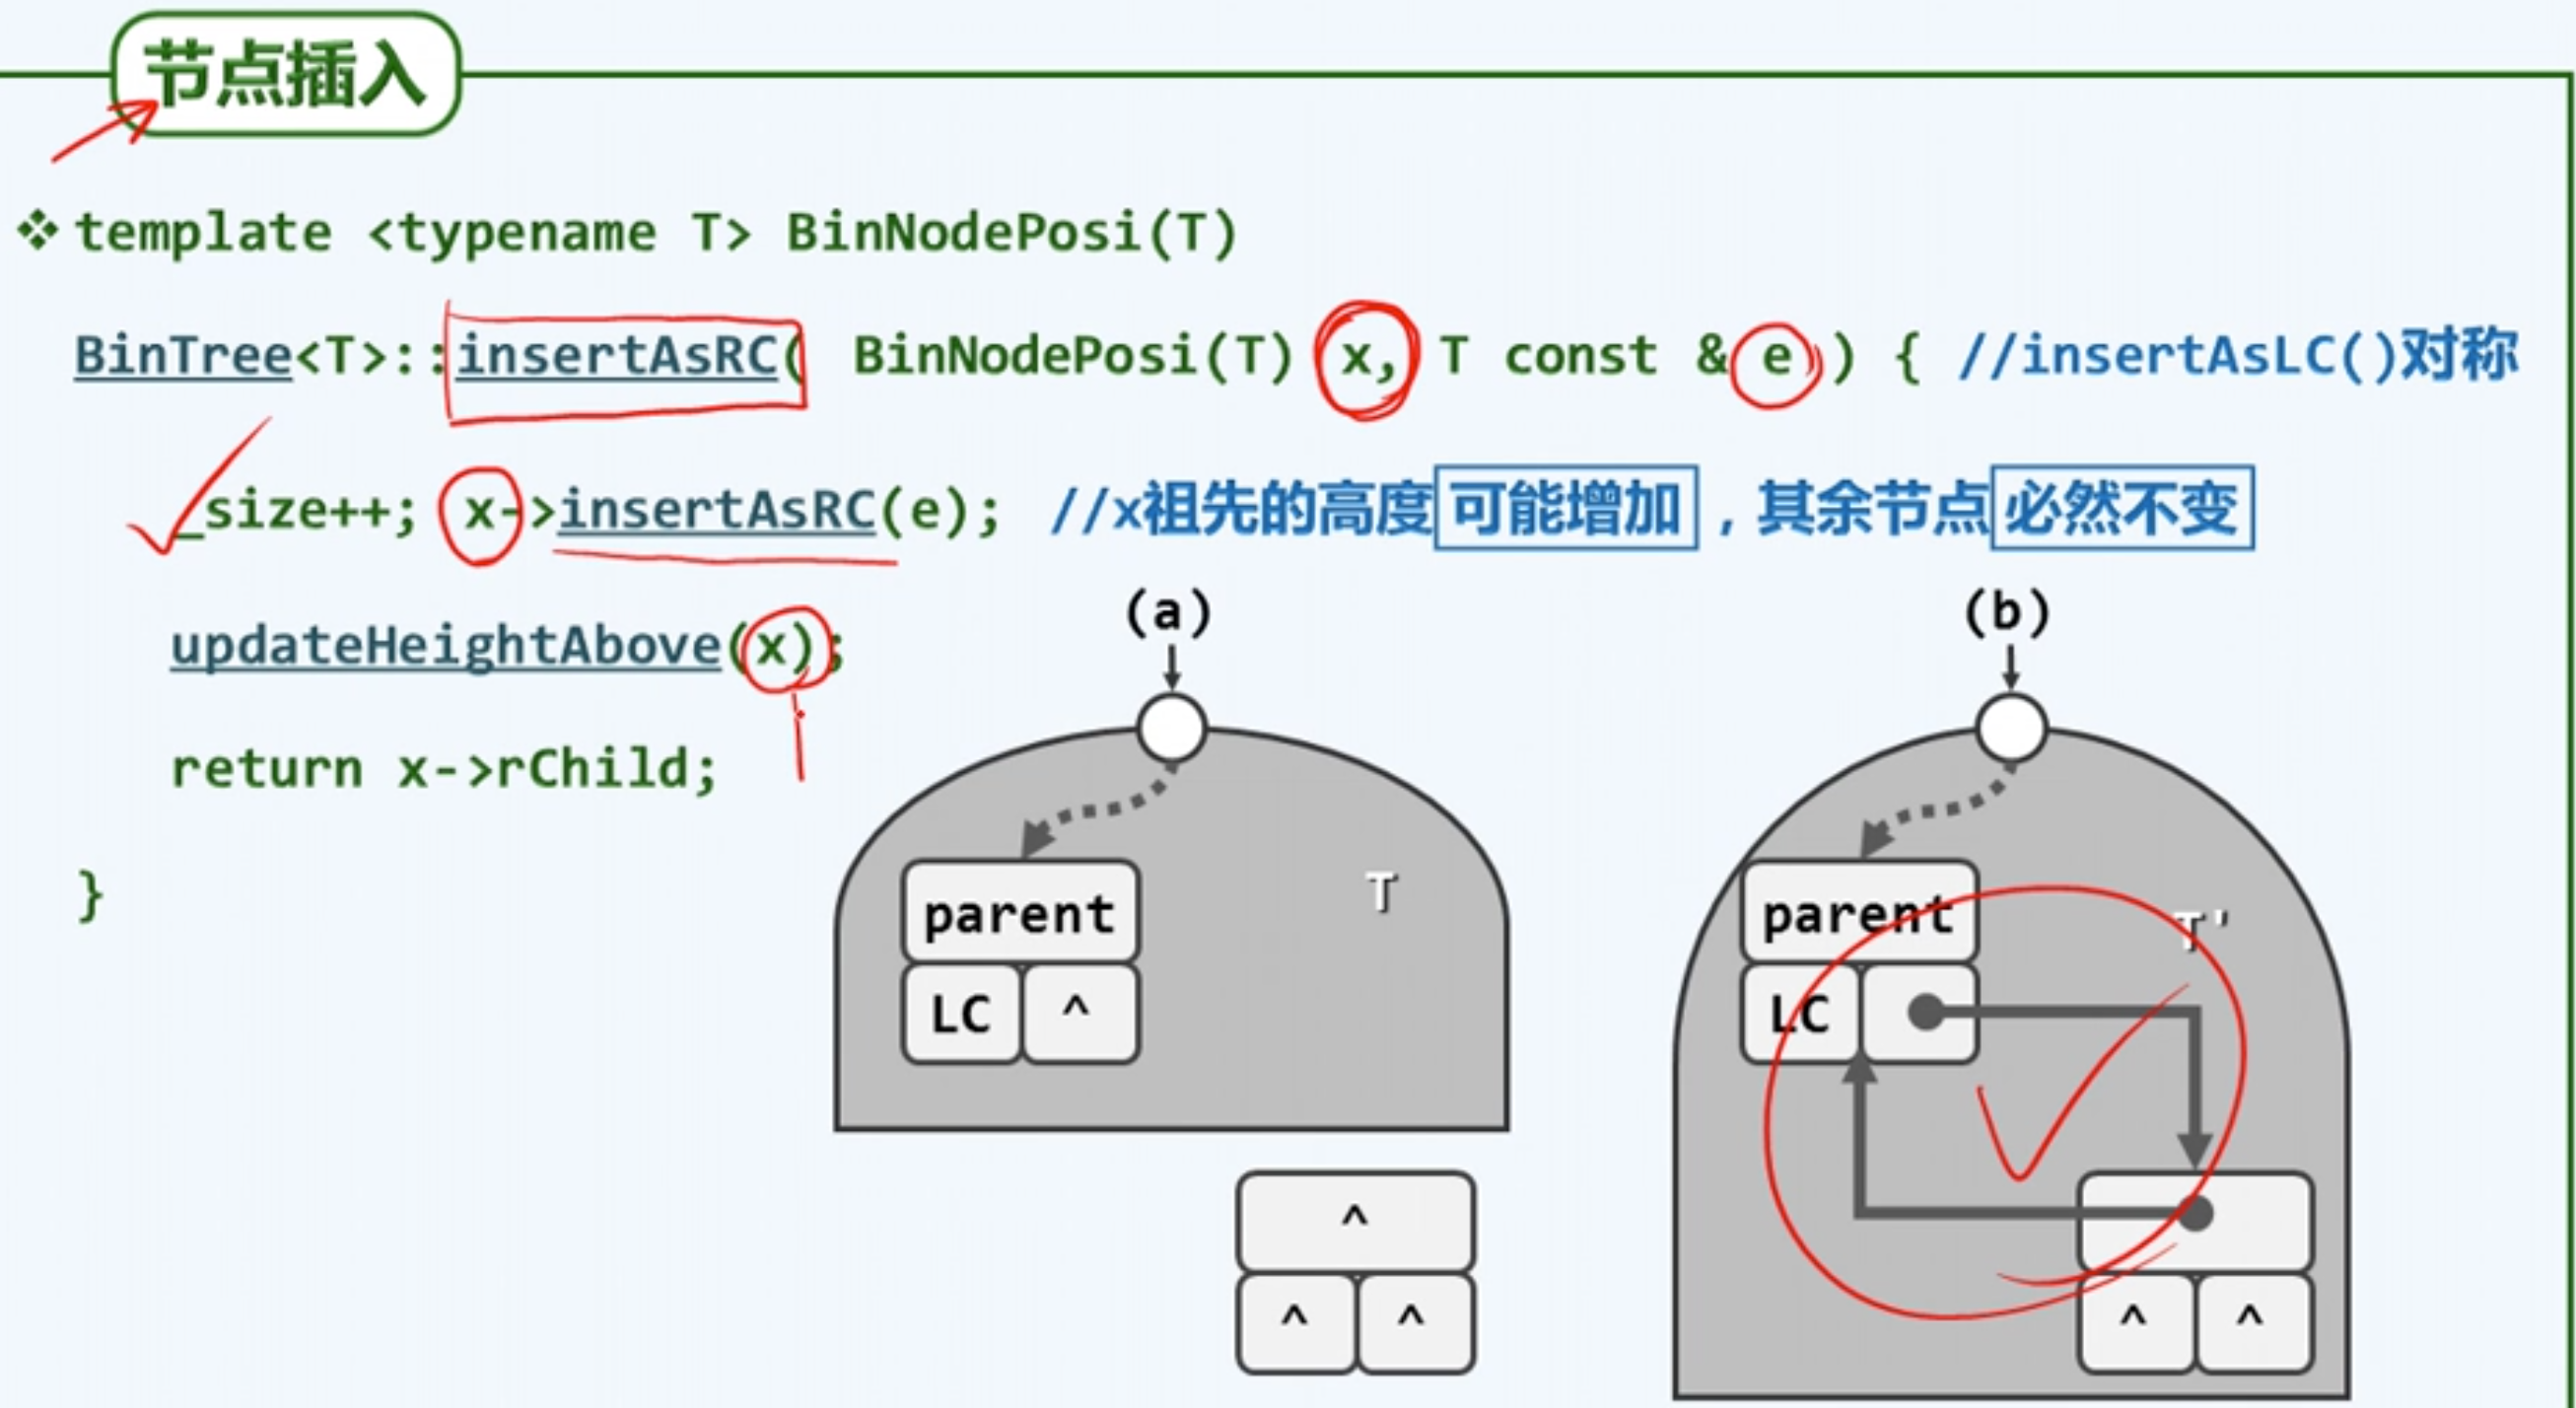 节点插入
❖ template <typename T> BinNodePosi(T)
BinTree<T>::insertAsRC( BinNodePosi(T) x, T const & e ) { //insertAsLC()对称
_size++; x->insertAsRC(e); //x祖先的高度可能增加，其余节点必然不变
updateHeightAbove(x);
return x->rChild;
}
(a)
(b)
T
T'
parent
LC ^
parent
LC
^
^ ^
^ ^